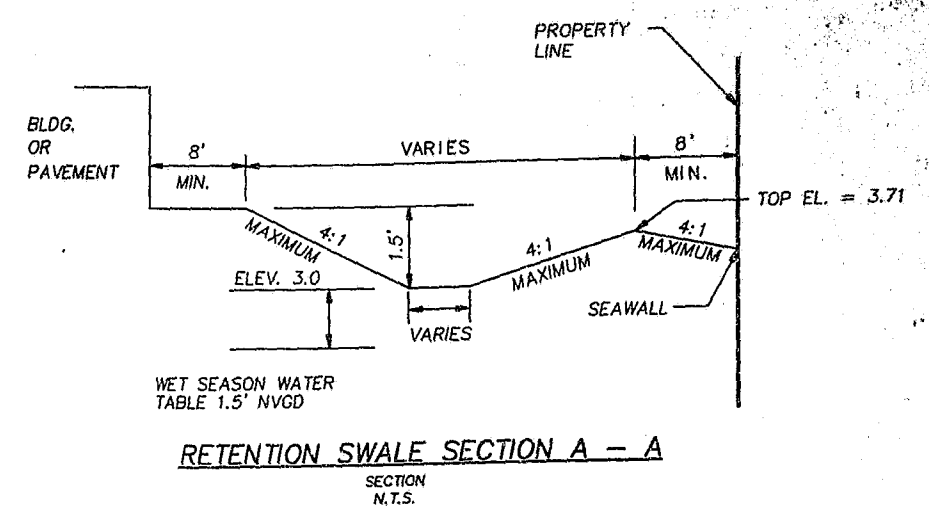 PROPERTY
LINE
BLDG.
OR
PAVEMENT
8'
MIN.
VARIES
8'
MIN.
TOP EL. = 3.71
4:1
MAXIMUM
1.5'
4:1
MAXIMUM
4:1
MAXIMUM
ELEV. 3.0
SEAWALL
VARIES
WET SEASON WATER
TABLE 1.5' NVGD
RETENTION SWALE SECTION A - A
SECTION
N.T.S.